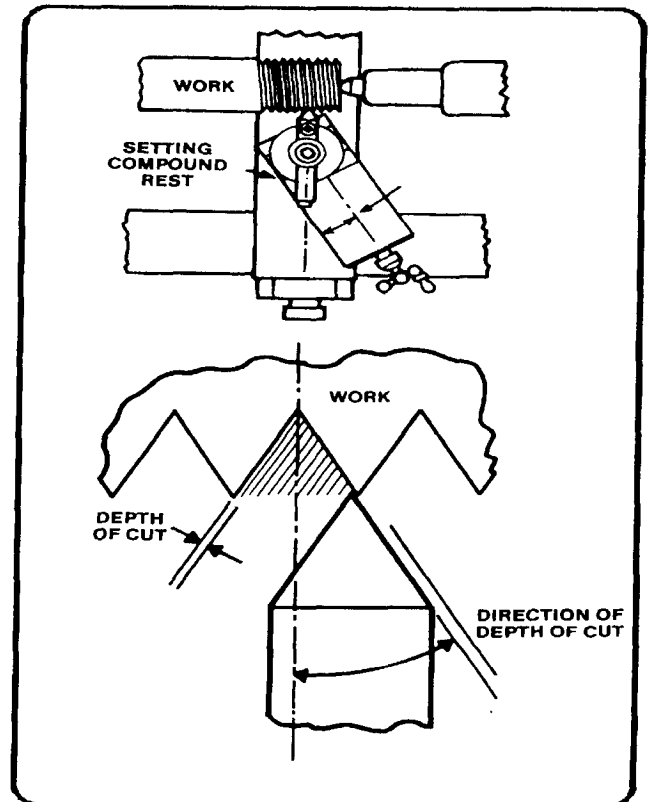 WORK
SETTING
COMPOUND
REST
WORK
DEPTH
OF CUT
DIRECTION OF
DEPTH OF CUT